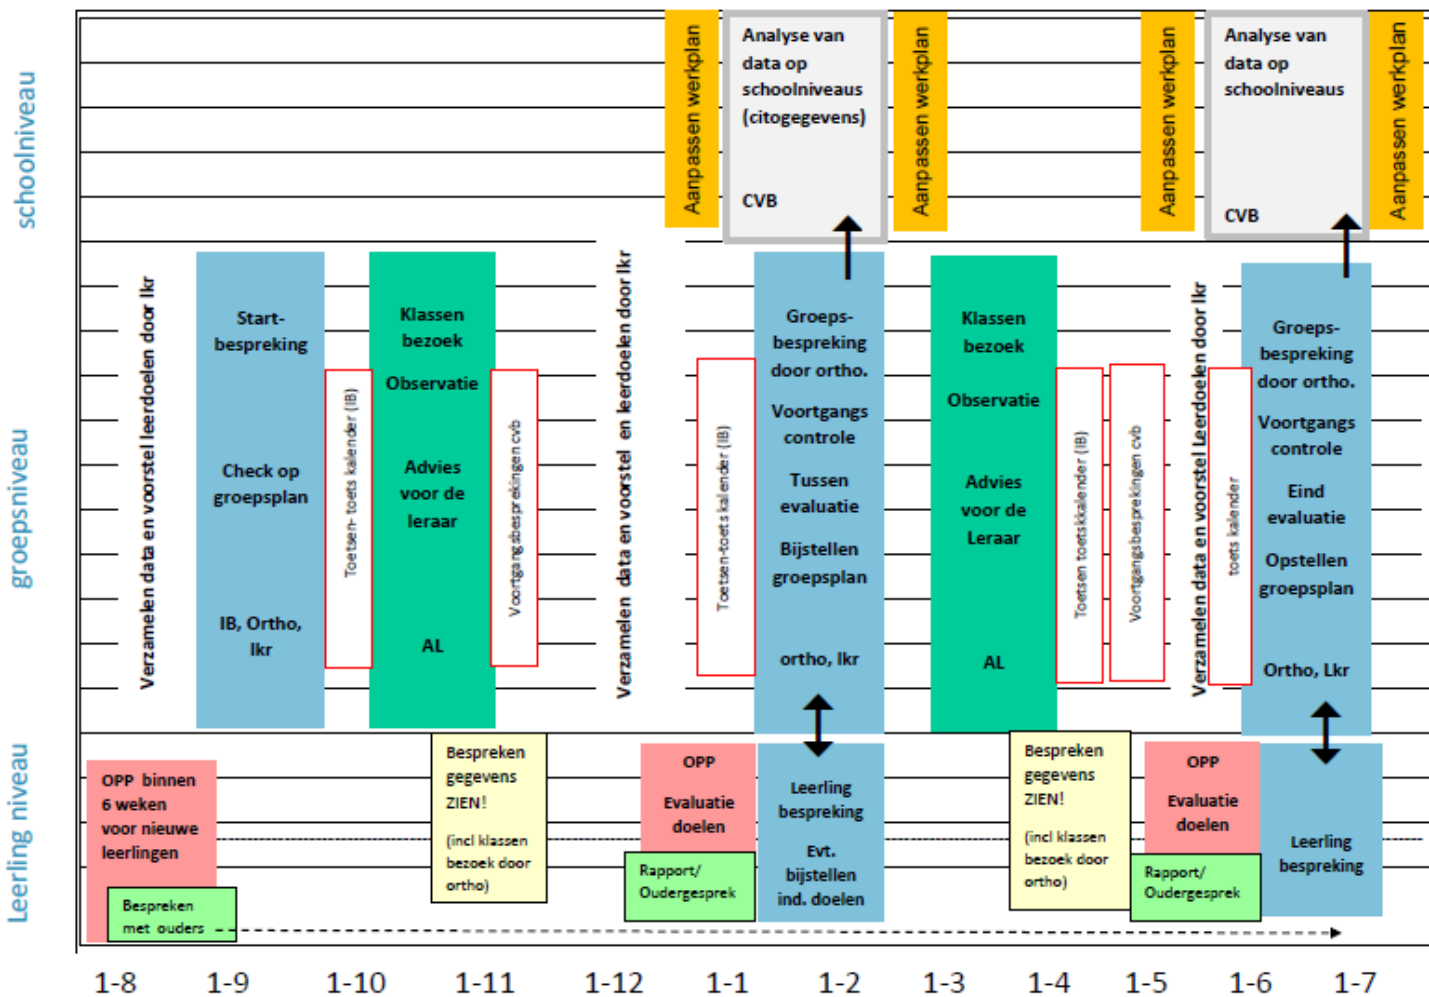 schoolniveau
Aanpassen werkplan
Analyse van
data op
schoolniveaus
(citogegevens)
CVB
Aanpassen werkplan
Aanpassen werkplan
Analyse van
data op
schoolniveaus
CVB
Aanpassen werkplan
groepsniveau
Verzamelen data en voorstel leerdoelen door lkr
Start-
bespreking
Check op
groepsplan
IB, Ortho,
lkr
Toetsen- toets kalender (IB)
Klassen
bezoek
Observatie
Advies
voor de
leraar
AL
Voortgangsbesprekingen cvb
Verzamelen data en voorstel en leerdoelen door lkr
Toetsen-toets kalender (IB)
Groeps-
bespreking
door ortho.
Voortgangs
controle
Tussen
evaluatie
Bijstellen
groepsplan
ortho, lkr
Klassen
bezoek
Observatie
Advies
voor de
Leraar
AL
Toetsen toetskkalender (IB)
Voortgangsbesprekingen cvb
Verzamelen data en voorstel Leerdoelen door lkr
toets kalender
Groeps-
bespreking
door ortho.
Voortgangs
controle
Eind
evaluatie
Opstellen
groepsplan
Ortho, Lkr
Leerling niveau
OPP binnen
6 weken
voor nieuwe
leerlingen
Bespreken
met ouders
Bespreken
gegevens
ZIEN!
(incl klassen
bezoek door
ortho)
OPP
Evaluatie
doelen
Rapport/
Oudergesprek
Leerling
bespreking
Evt.
bijstellen
ind. doelen
Bespreken
gegevens
ZIEN!
(incl klassen
bezoek door
ortho)
OPP
Evaluatie
doelen
Rapport/
Oudergesprek
Leerling
bespreking
1-8 1-9 1-10 1-11 1-12 1-1 1-2 1-3 1-4 1-5 1-6 1-7